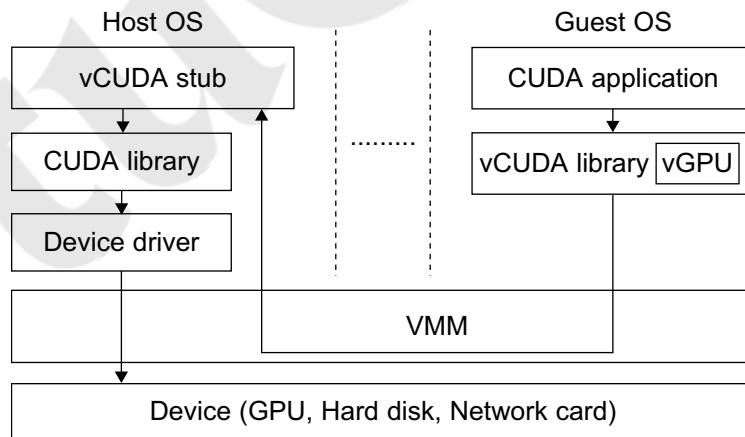 Host OS
Guest OS
vCUDA stub
CUDA application
CUDA library
vCUDA library vGPU
Device driver
VMM
Device (GPU, Hard disk, Network card)